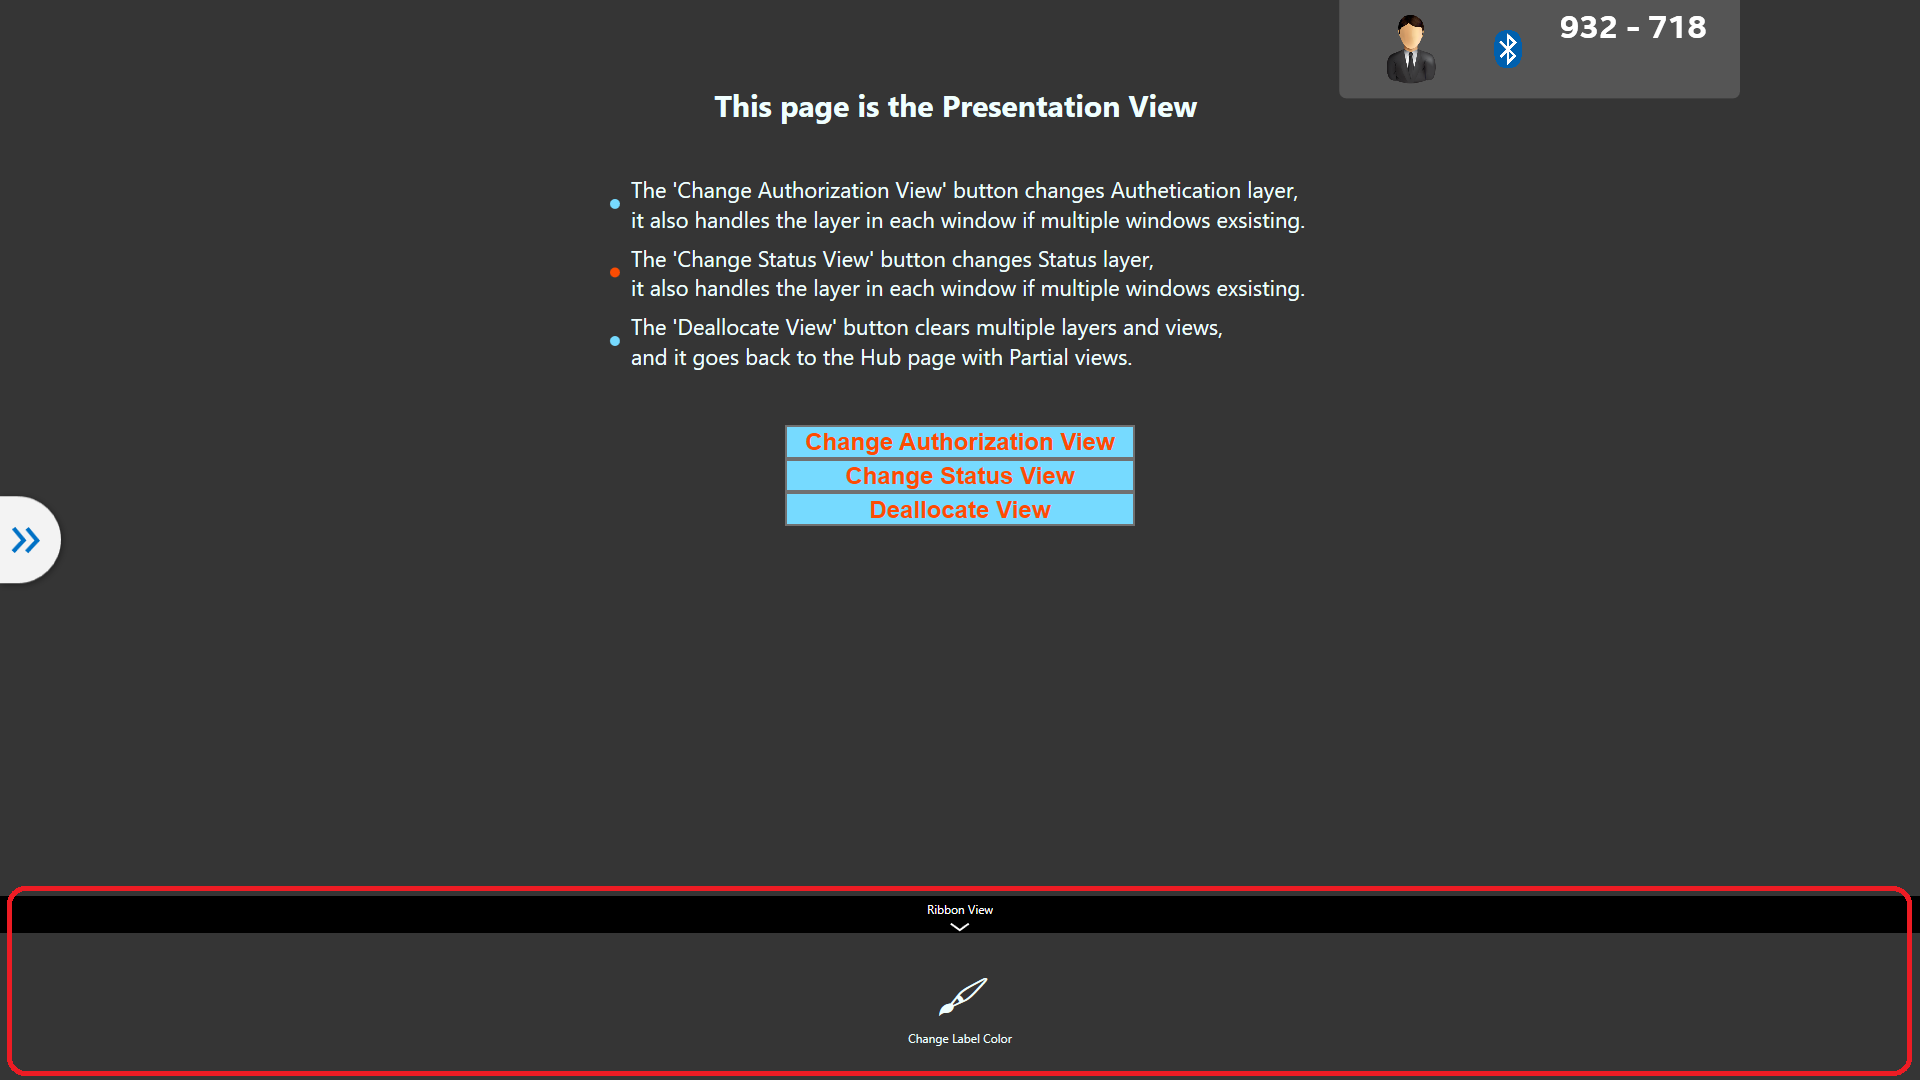 932 - 718
This page is the Presentation View
The 'Change Authorization View' button changes Authetication layer,
it also handles the layer in each window if multiple windows exsisting.
The 'Change Status View' button changes Status layer,
it also handles the layer in each window if multiple windows exsisting.
The 'Deallocate View' button clears multiple layers and views,
and it goes back to the Hub page with Partial views.
Change Authorization View
Change Status View
Deallocate View
Ribbon View
Change Label Color